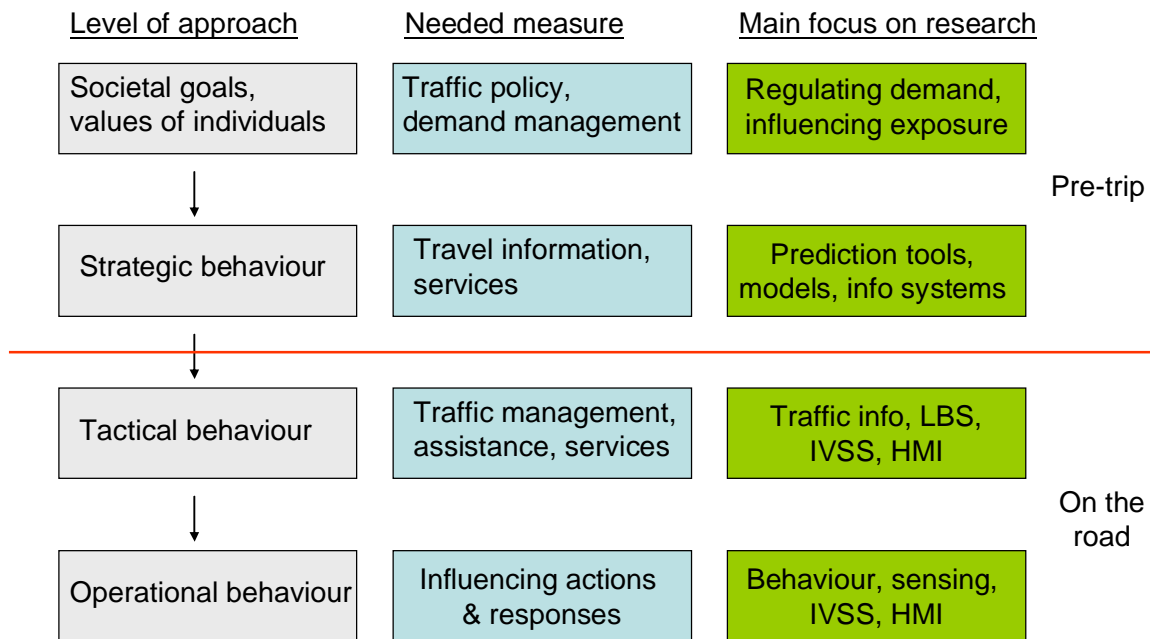 Level of approach
Needed measure
Main focus on research
Societal goals,
values of individuals
Traffic policy,
demand management
Regulating demand,
influencing exposure
Pre-trip
Strategic behaviour
Travel information,
services
Prediction tools,
models, info systems
Tactical behaviour
Traffic management,
assistance, services
Traffic info, LBS,
IVSS, HMI
On the
road
Operational behaviour
Influencing actions
& responses
Behaviour, sensing,
IVSS, HMI